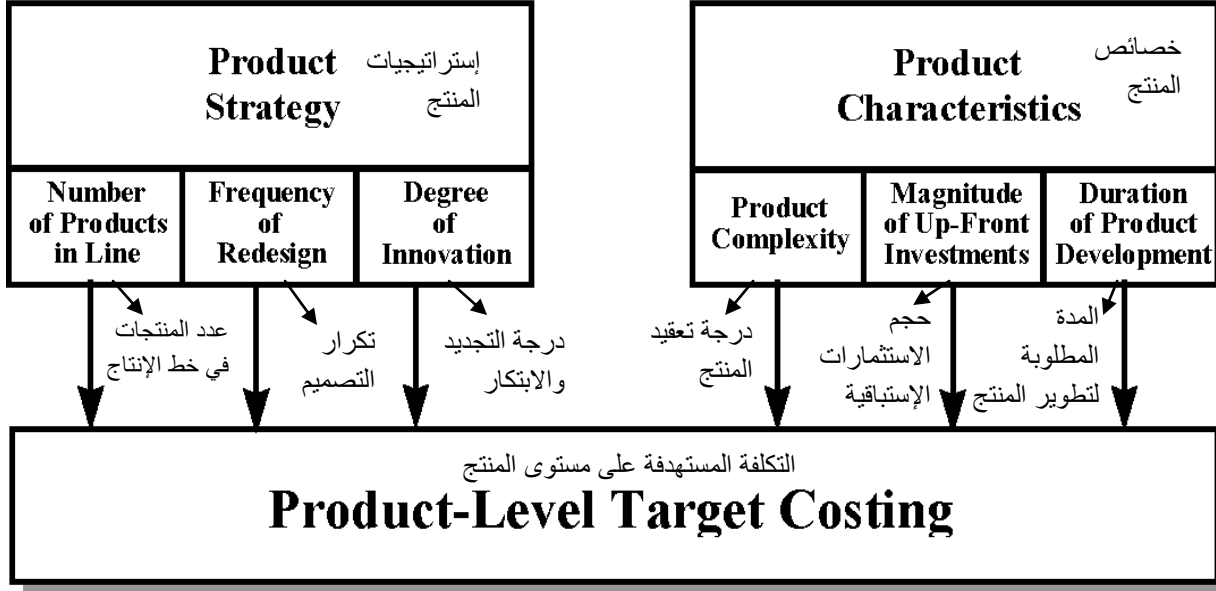 Product
Strategy
إستراتيجيات
المنتج
Product
Characteristics
خصائص
المنتج
Number
of Products
in Line
Frequency
of
Redesign
Degree
of
Innovation
Product
Complexity
Magnitude
of Up-Front
Investments
Duration
of Product
Development
عدد المنتجات
في خط الإنتاج
تكرار
التصميم
درجة التجديد
والابتكار
درجة تعقيد
المنتج
حجم
الاستثمارات
الإستباقية
المدة
المطلوبة
لتطوير المنتج
التكلفة المستهدفة على مستوى المنتج
Product-Level Target Costing